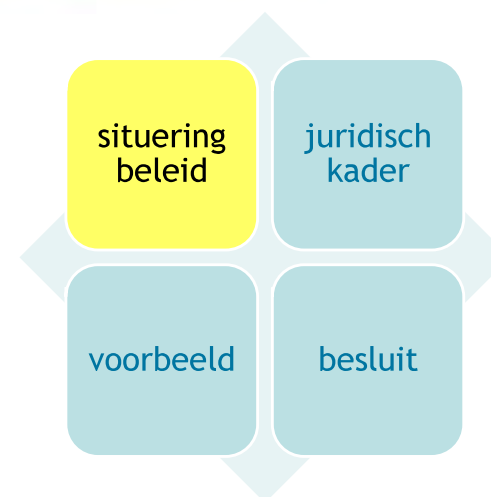 situering
beleid
juridisch
kader
voorbeeld
besluit